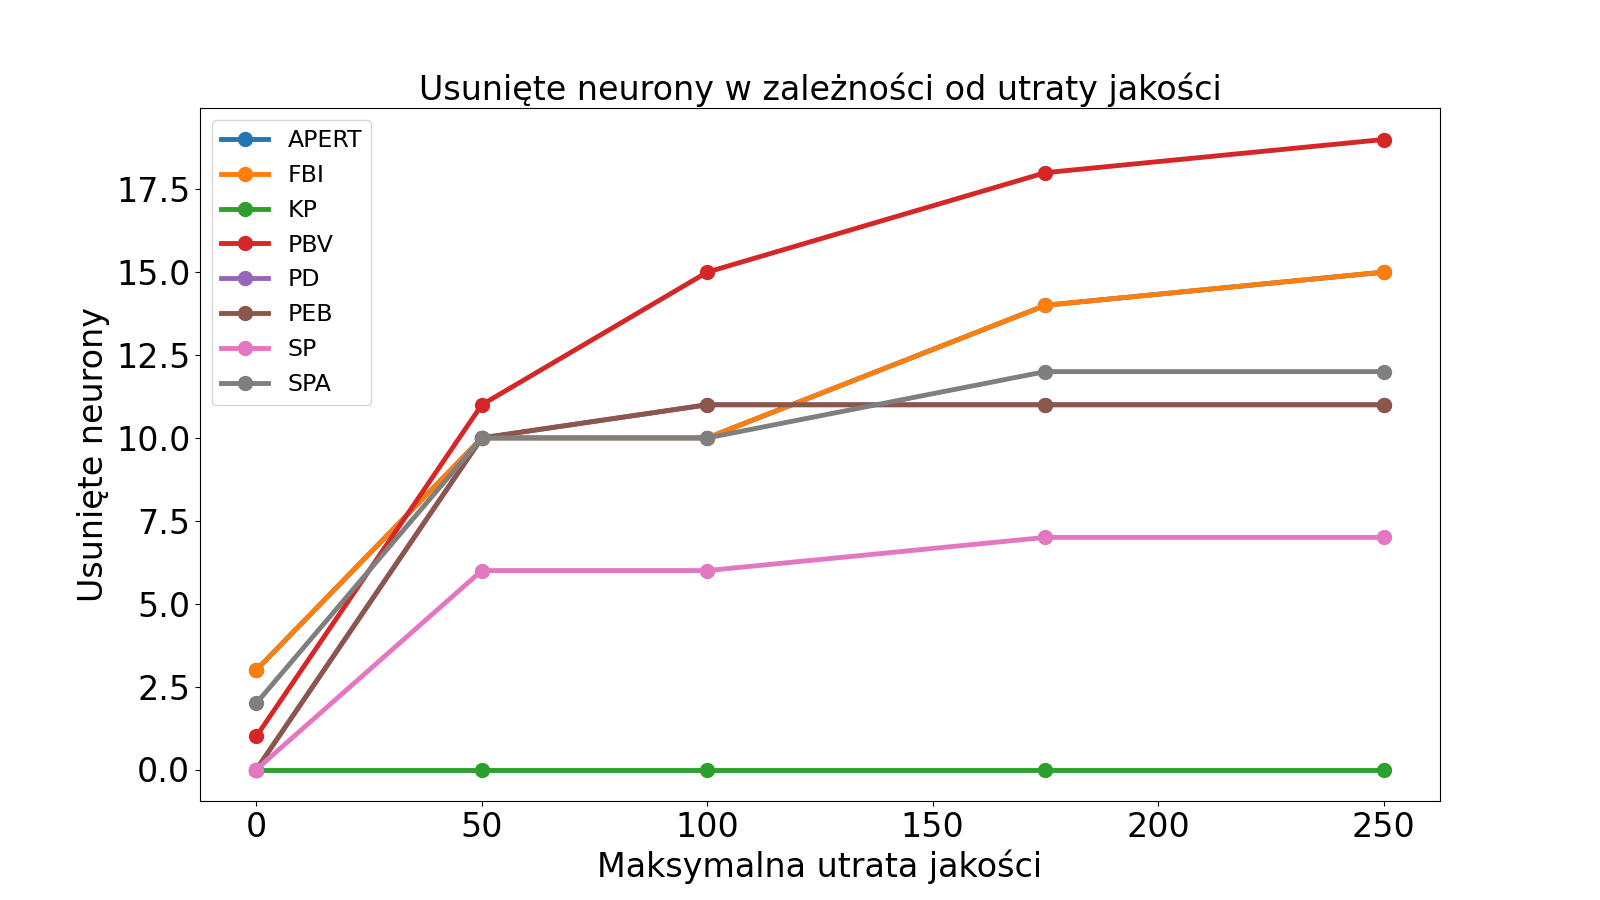 Usunięte neurony w zależności od utraty jakości
APERT
FBI
KP
PBV
PD
PEB
SP
SPA
Usunięte neurony
17.5
15.0
12.5
10.0
7.5
5.0
2.5
0.0
0 50 100 150 200 250
Maksymalna utrata jakości